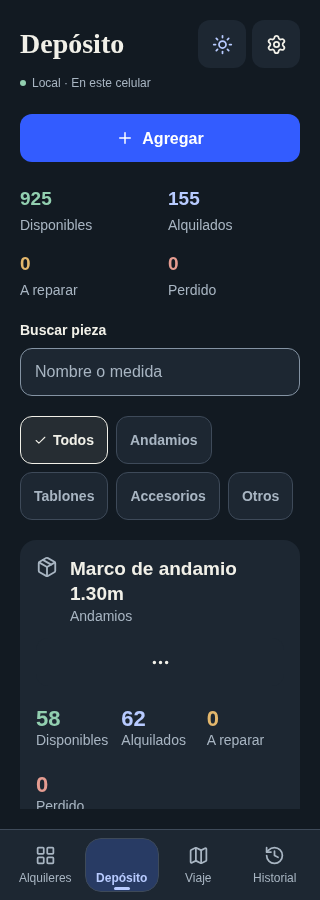 Depósito
Local · En este celular
Agregar
925
155
Disponibles
Alquilados
0
0
A reparar
Perdido
Buscar pieza
Nombre o medida
Todos
Andamios
Tablones
Accesorios
Otros
Marco de andamio
1.30m
Andamios
58
62
0
Disponibles
Alquilados
A reparar
0
Perdido
Alquileres
Depósito
Viaje
Historial